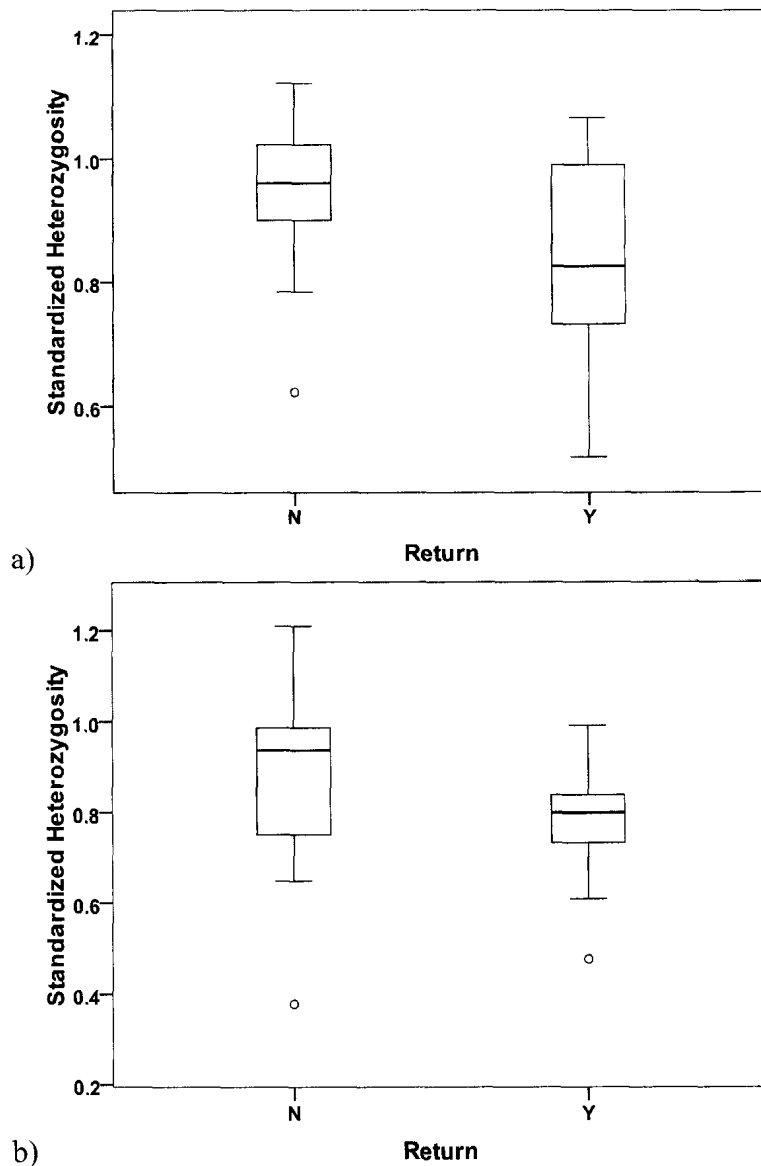 1.2
1.0
0.8
0.6
Standardized Heterozygosity
N Y
Return
a)
1.2
1.0
0.8
0.6
0.4
0.2
Standardized Heterozygosity
N Y
Return
b)